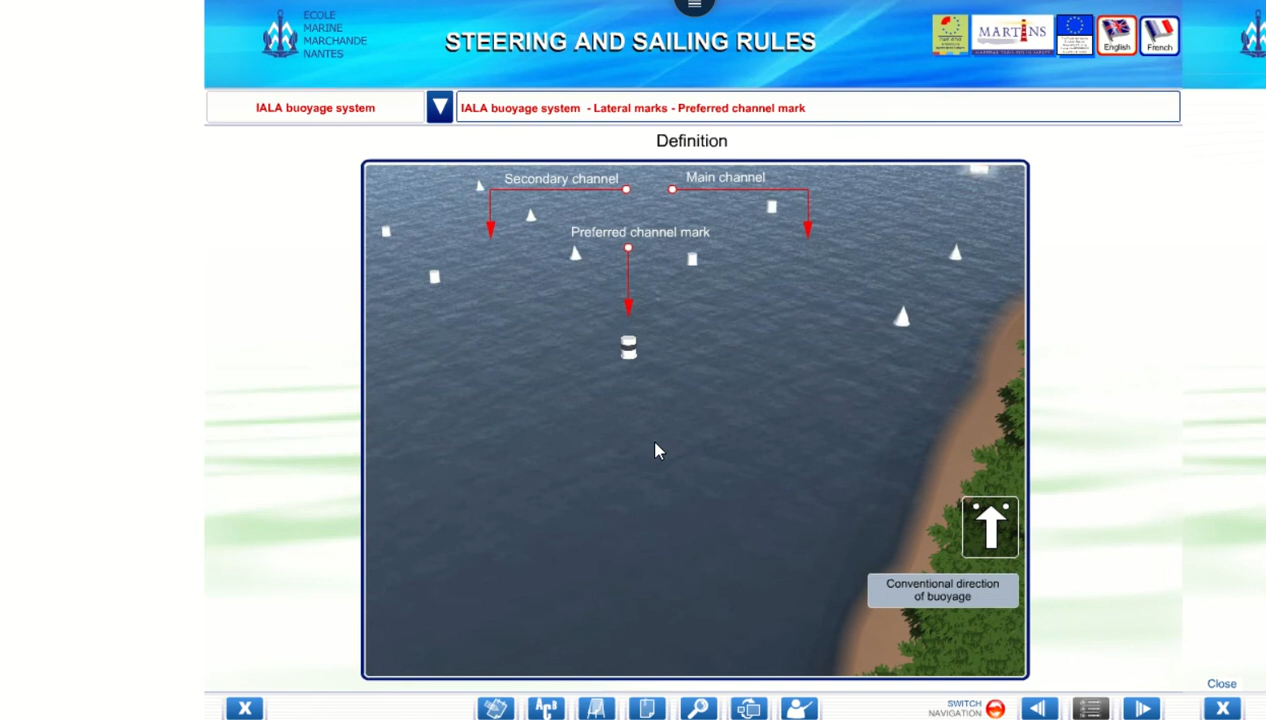 ECOLE
MARINE
MARCHANDE
NANTES
STEERING AND SAILING RULES
MARTINS
English
French
IALA buoyage system
IALA buoyage system - Lateral marks - Preferred channel mark
Definition
Secondary channel
Main channel
Preferred channel mark
Conventional direction
of buoyage
Close
SWITCH
NAVIGATION